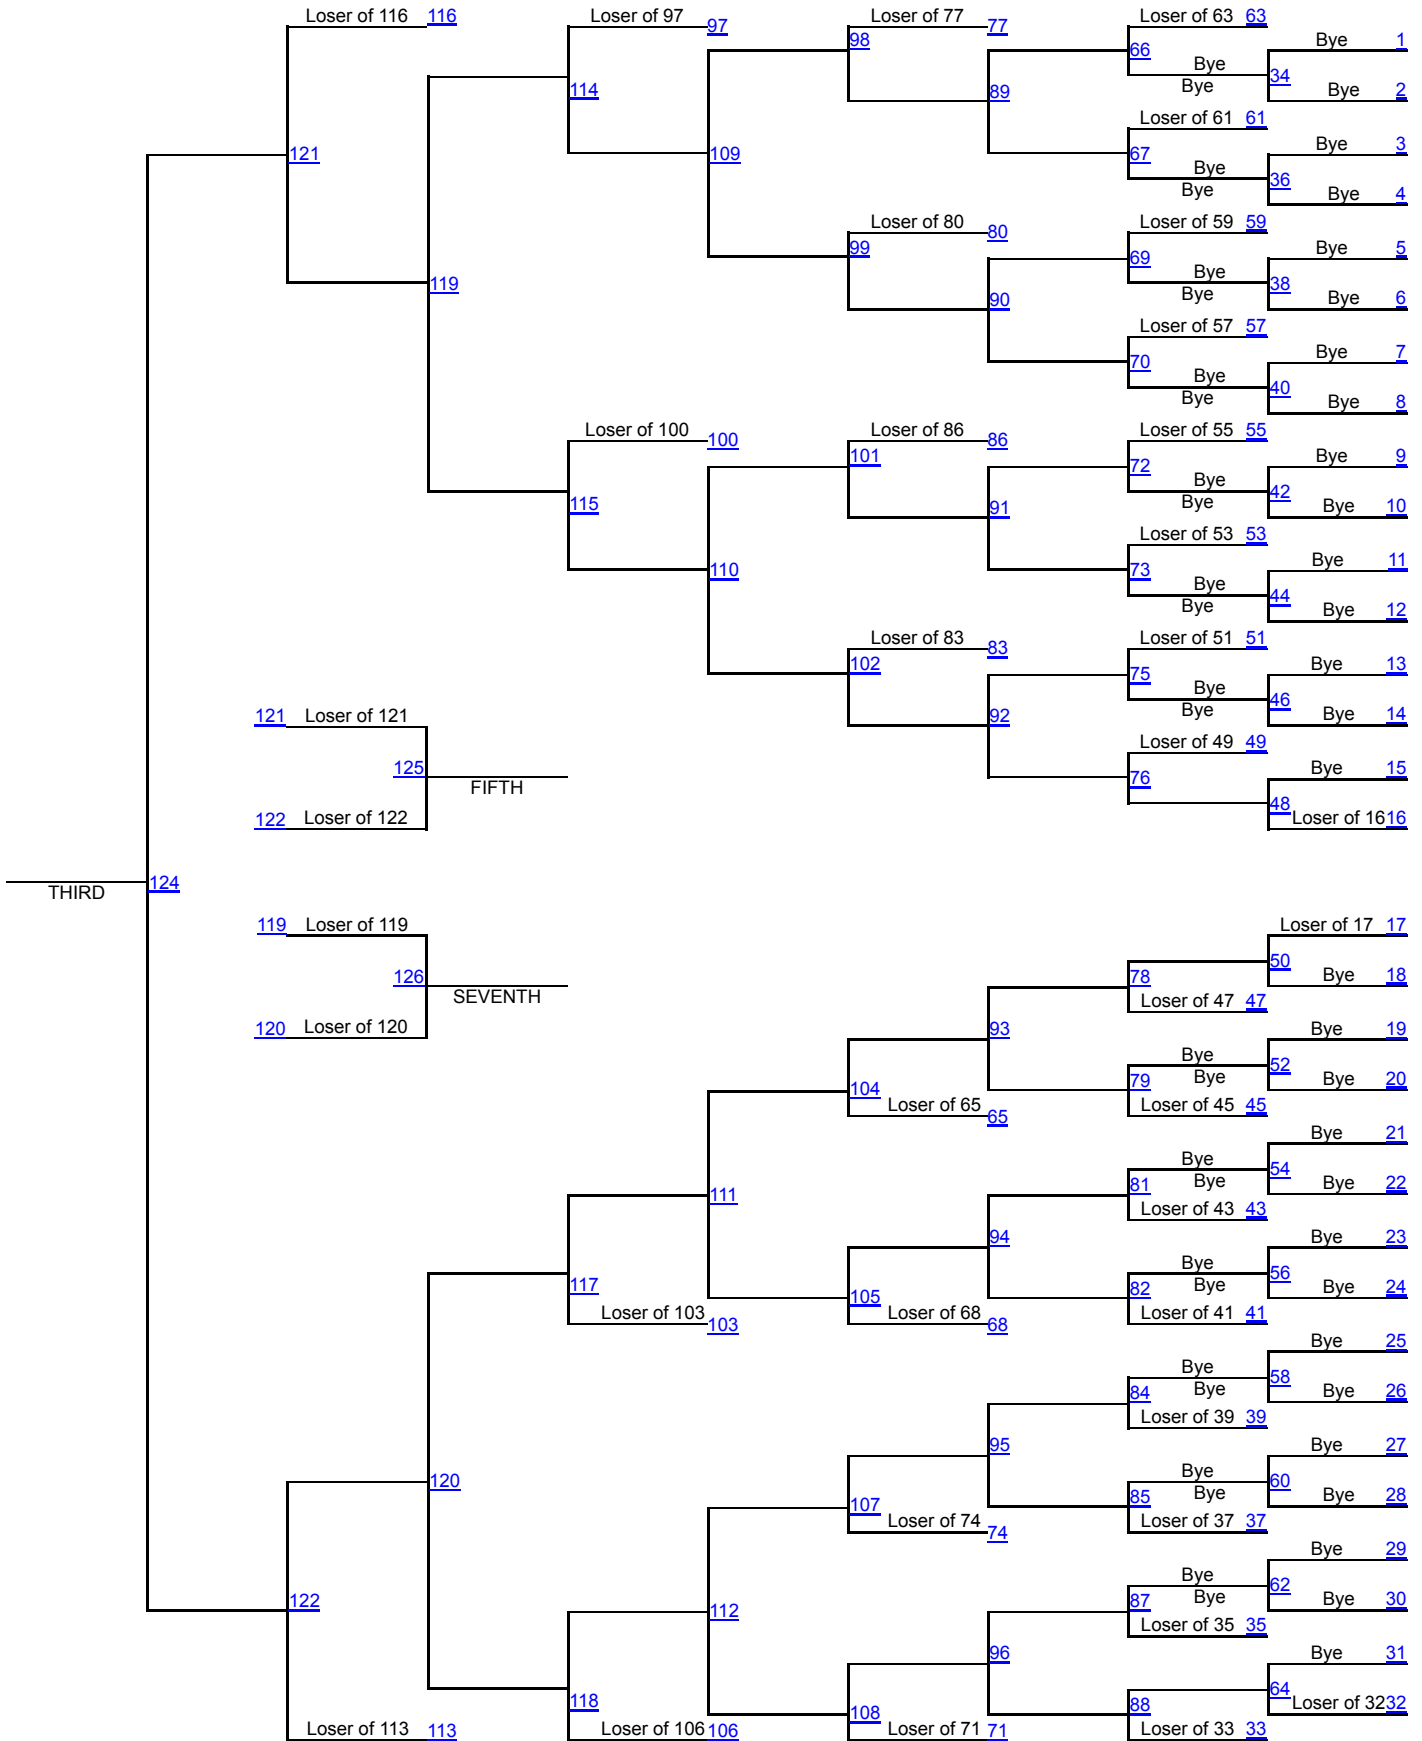 Loser of 116 116 Loser of 97 97 Loser of 77 77 Loser of 63 63
98 66 Bye 1
Bye 34
114 89 Bye Bye 2
Loser of 61 61
121 109 67 Bye 3
Bye 36
Bye Bye 4
Loser of 80 80 Loser of 59 59
99 69 Bye 5
119 Bye 38
90 Bye Bye 6
Loser of 57 57
70 Bye 7
Bye 40
Bye Bye 8
Loser of 100 100 Loser of 86 86 Loser of 55 55
101 72 Bye 9
Bye 42
115 91 Bye Bye 10
Loser of 53 53
110 73 Bye 11
Bye 44
Bye Bye 12
Loser of 83 83 Loser of 51 51
102 75 Bye 13
Bye 46
121 Loser of 121 92 Bye Bye 14
Loser of 49 49
125 76 Bye 15
FIFTH
122 Loser of 122 48 Loser of 16 16
124
THIRD
119 Loser of 119 Loser of 17 17
126 78 50 Bye 18
SEVENTH Loser of 47 47
120 Loser of 120 93 Bye 19
Bye 52
104 79 Bye Bye 20
Loser of 65 65 Loser of 45 45
Bye 21
Bye 54
111 81 Bye Bye 22
Loser of 43 43
94 Bye 23
Bye 56
117 105 82 Bye Bye 24
Loser of 103 103 Loser of 68 68 Loser of 41 41
Bye 25
Bye 58
84 Bye Bye 26
Loser of 39 39
95 Bye 27
120 Bye 60
107 85 Bye Bye 28
Loser of 74 74 Loser of 37 37
Bye 29
Bye 62
122 112 87 Bye Bye 30
Loser of 35 35
96 Bye 31
64
118 108 88 Loser of 32 32
Loser of 113 113 Loser of 106 106 Loser of 71 71 Loser of 33 33